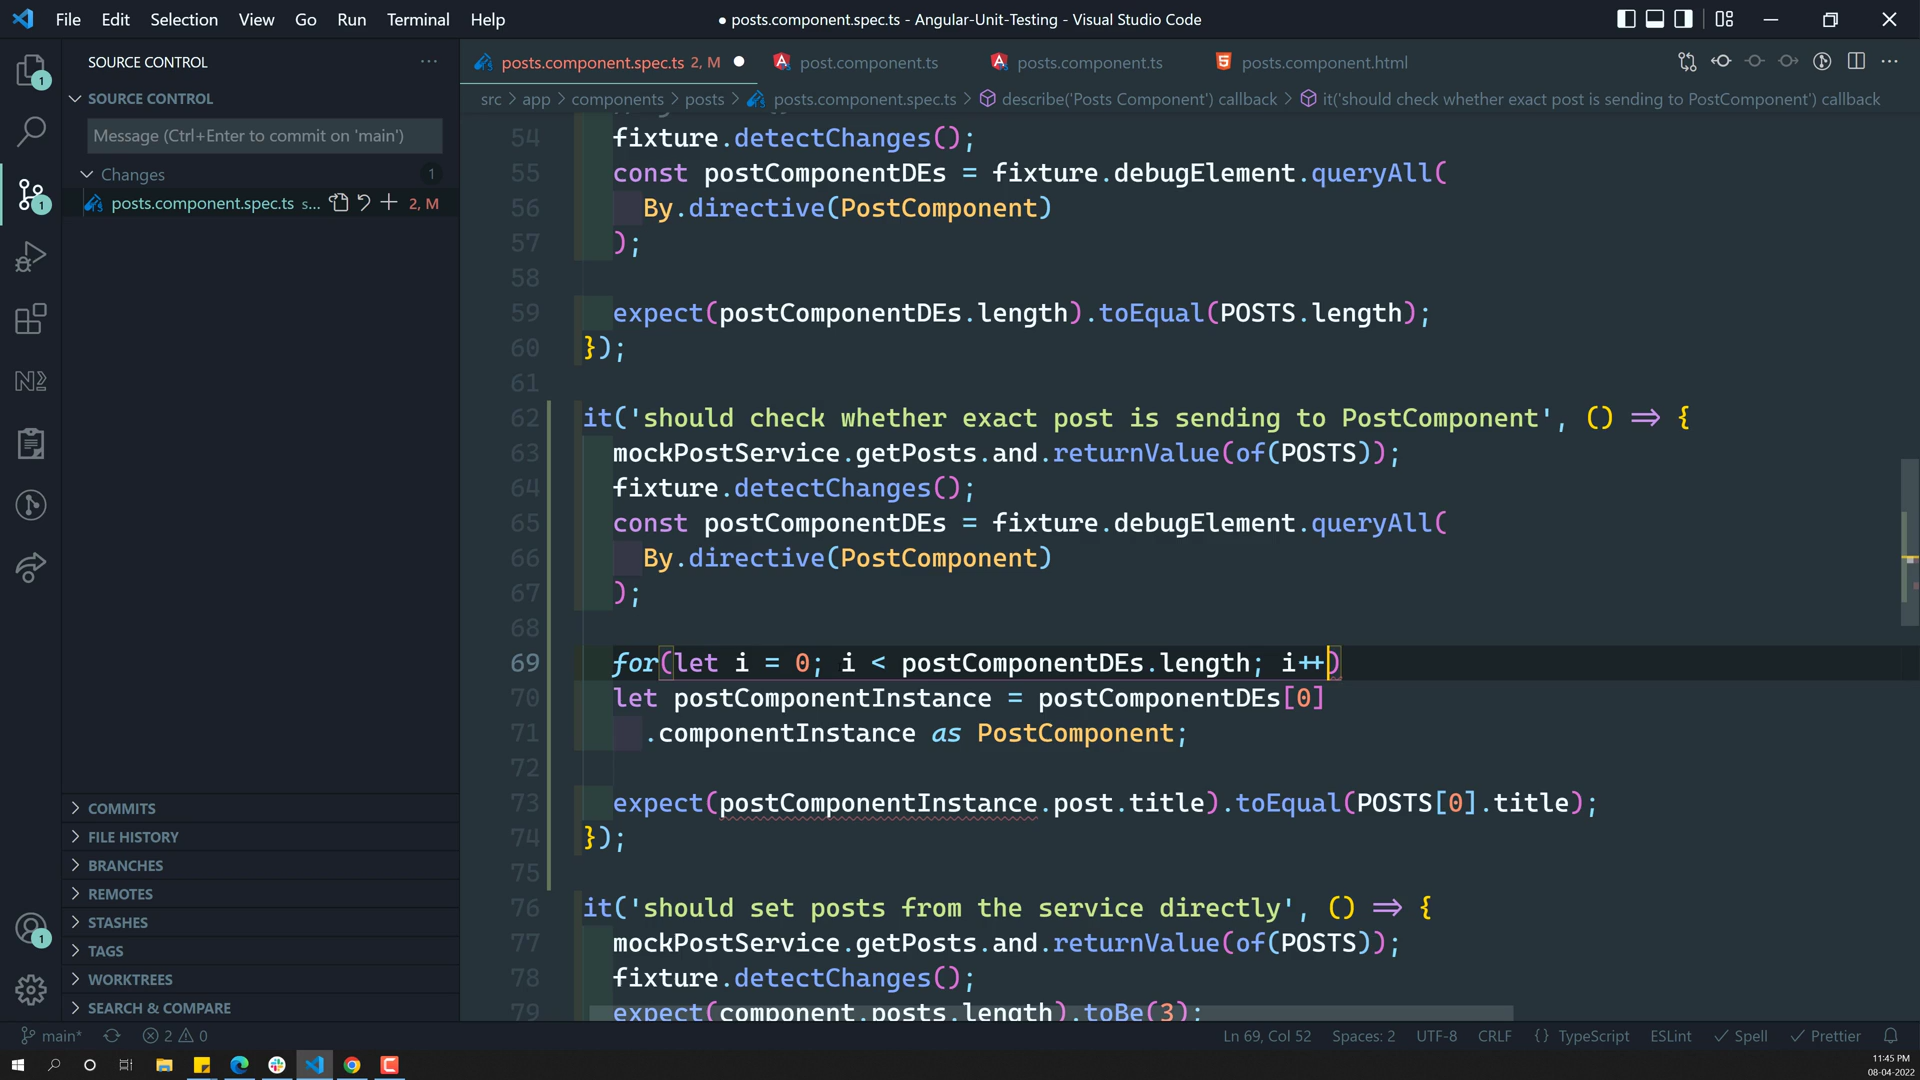 File Edit Selection View Go Run Terminal Help
● posts.component.spec.ts - Angular-Unit-Testing - Visual Studio Code
SOURCE CONTROL
SOURCE CONTROL
Message (Ctrl+Enter to commit on 'main')
Changes 1
posts.component.spec.ts s... 2, M
COMMITS
FILE HISTORY
BRANCHES
REMOTES
STASHES
TAGS
WORKTREES
SEARCH & COMPARE
1
1
1
posts.component.spec.ts 2, M post.component.ts posts.component.ts posts.component.html
src > app > components > posts > posts.component.spec.ts > describe('Posts Component') callback > it('should check whether exact post is sending to PostComponent') callback
54 fixture.detectChanges();
55 const postComponentDEs = fixture.debugElement.queryAll(
56 By.directive(PostComponent)
57 );
58
59 expect(postComponentDEs.length).toEqual(POSTS.length);
60 });
61
62 it('should check whether exact post is sending to PostComponent', () => {
63 mockPostService.getPosts.and.returnValue(of(POSTS));
64 fixture.detectChanges();
65 const postComponentDEs = fixture.debugElement.queryAll(
66 By.directive(PostComponent)
67 );
68
69 for(let i = 0; i < postComponentDEs.length; i++)
70 let postComponentInstance = postComponentDEs[0]
71 .componentInstance as PostComponent;
72
73 expect(postComponentInstance.post.title).toEqual(POSTS[0].title);
74 });
75
76 it('should set posts from the service directly', () => {
77 mockPostService.getPosts.and.returnValue(of(POSTS));
78 fixture.detectChanges();
79 expect(component.posts.length).toBe(3);
main* 2 0 Ln 69, Col 52 Spaces: 2 UTF-8 CRLF {} TypeScript ESLint Spell Prettier
11:45 PM
08-04-2022